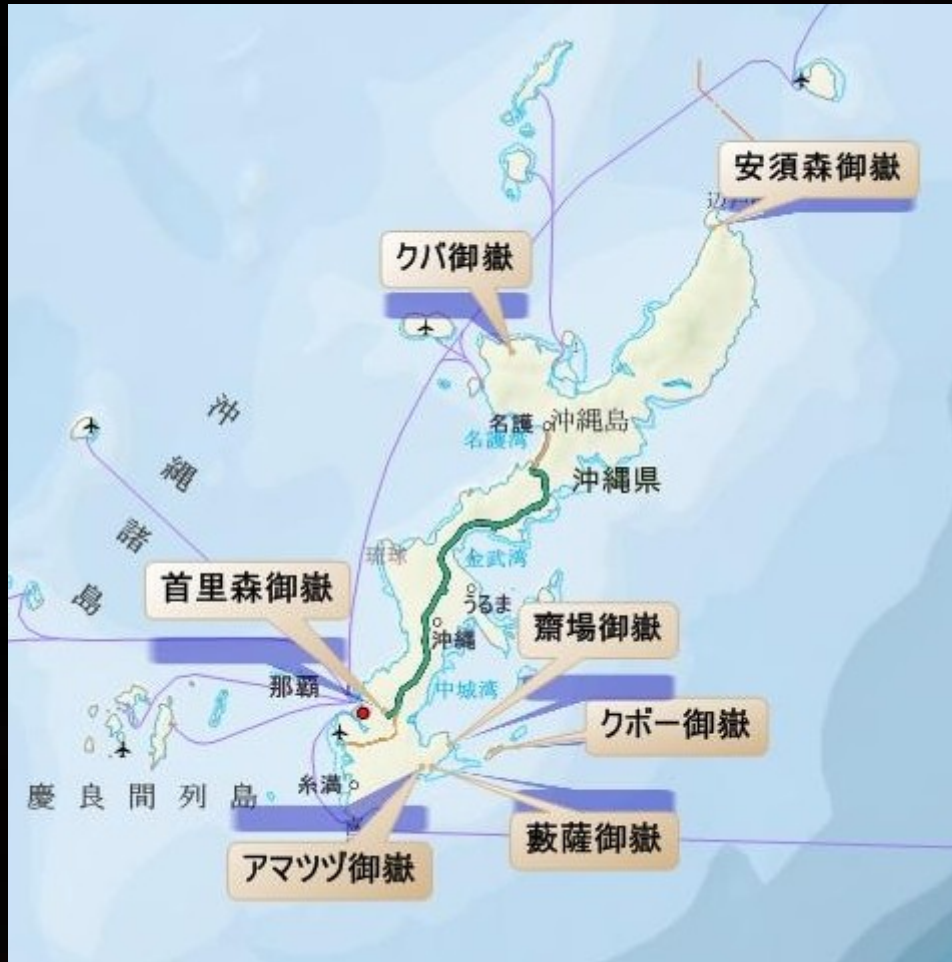 安須森御嶽
クバ御嶽
名護
沖縄島
名護湾
沖縄県
沖縄諸島
琉球
金武湾
首里森御嶽
うるま
齋場御嶽
沖縄
那覇
中城湾
クボー御嶽
糸満
慶良間列島
藪薩御嶽
アマツヅ御嶽